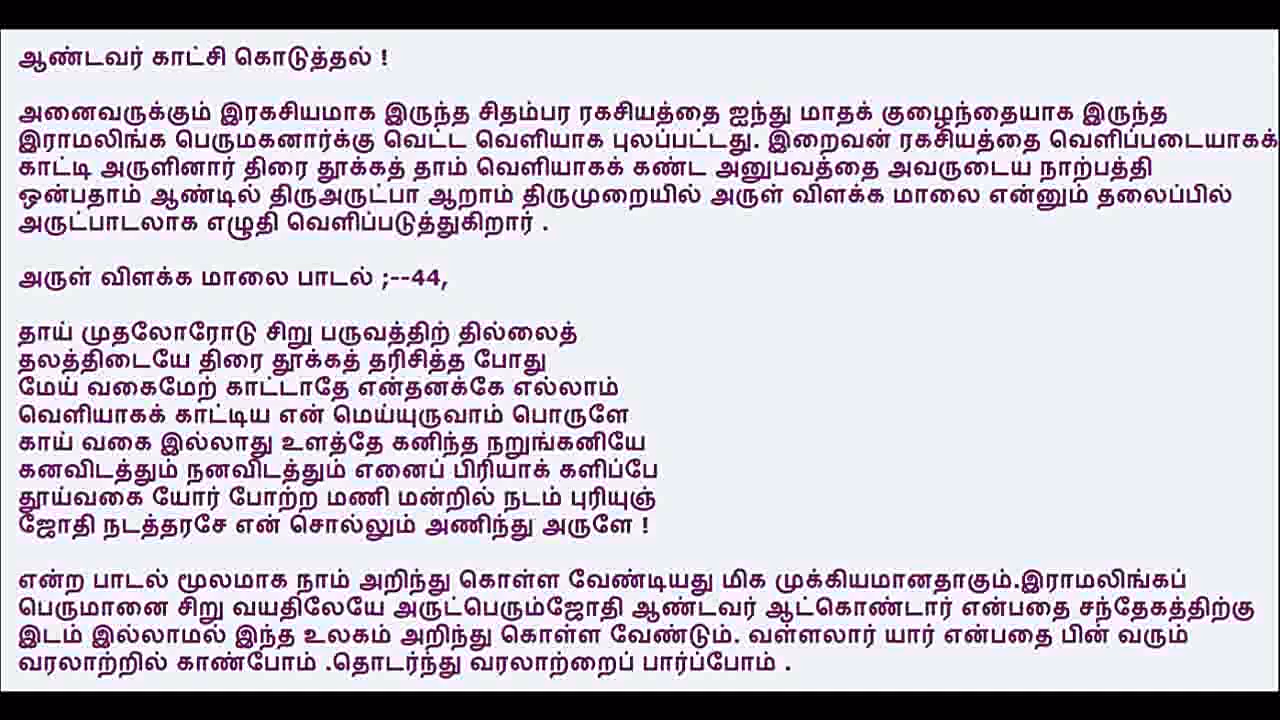 ஆண்டவர் காட்சி கொடுத்தல் !
அனைவருக்கும் இரகசியமாக இருந்த சிதம்பர ரகசியத்தை ஐந்து மாதக் குழைந்தையாக இருந்த
இராமலிங்க பெருமகனார்க்கு வெட்ட வெளியாக புலப்பட்டது. இறைவன் ரகசியத்தை வெளிப்படையாகக்
காட்டி அருளினார் திரை தூக்கத் தாம் வெளியாகக் கண்ட அனுபவத்தை அவருடைய நாற்பத்தி
ஒன்பதாம் ஆண்டில் திருஅருட்பா ஆறாம் திருமுறையில் அருள் விளக்க மாலை என்னும் தலைப்பில்
அருட்பாடலாக எழுதி வெளிப்படுத்துகிறார் .
அருள் விளக்க மாலை பாடல் ;--44,
தாய் முதலோரோடு சிறு பருவத்திற் தில்லைத்
தலத்திடையே திரை தூக்கத் தரிசித்த போது
மேய் வகைமேற் காட்டாதே என்தனக்கே எல்லாம்
வெளியாகக் காட்டிய என் மெய்யுருவாம் பொருளே
காய் வகை இல்லாது உளத்தே கனிந்த நறுங்கனியே
கனவிடத்தும் நனவிடத்தும் எனைப் பிரியாக் களிப்பே
தூய்வகை யோர் போற்ற மணி மன்றில் நடம் புரியுஞ்
ஜோதி நடத்தரசே என் சொல்லும் அணிந்து அருளே !
என்ற பாடல் மூலமாக நாம் அறிந்து கொள்ள வேண்டியது மிக முக்கியமானதாகும்.இராமலிங்கப்
பெருமானை சிறு வயதிலேயே அருட்பெரும்ஜோதி ஆண்டவர் ஆட்கொண்டார் என்பதை சந்தேகத்திற்கு
இடம் இல்லாமல் இந்த உலகம் அறிந்து கொள்ள வேண்டும். வள்ளலார் யார் என்பதை பின் வரும்
வரலாற்றில் காண்போம் .தொடர்ந்து வரலாற்றைப் பார்ப்போம் .